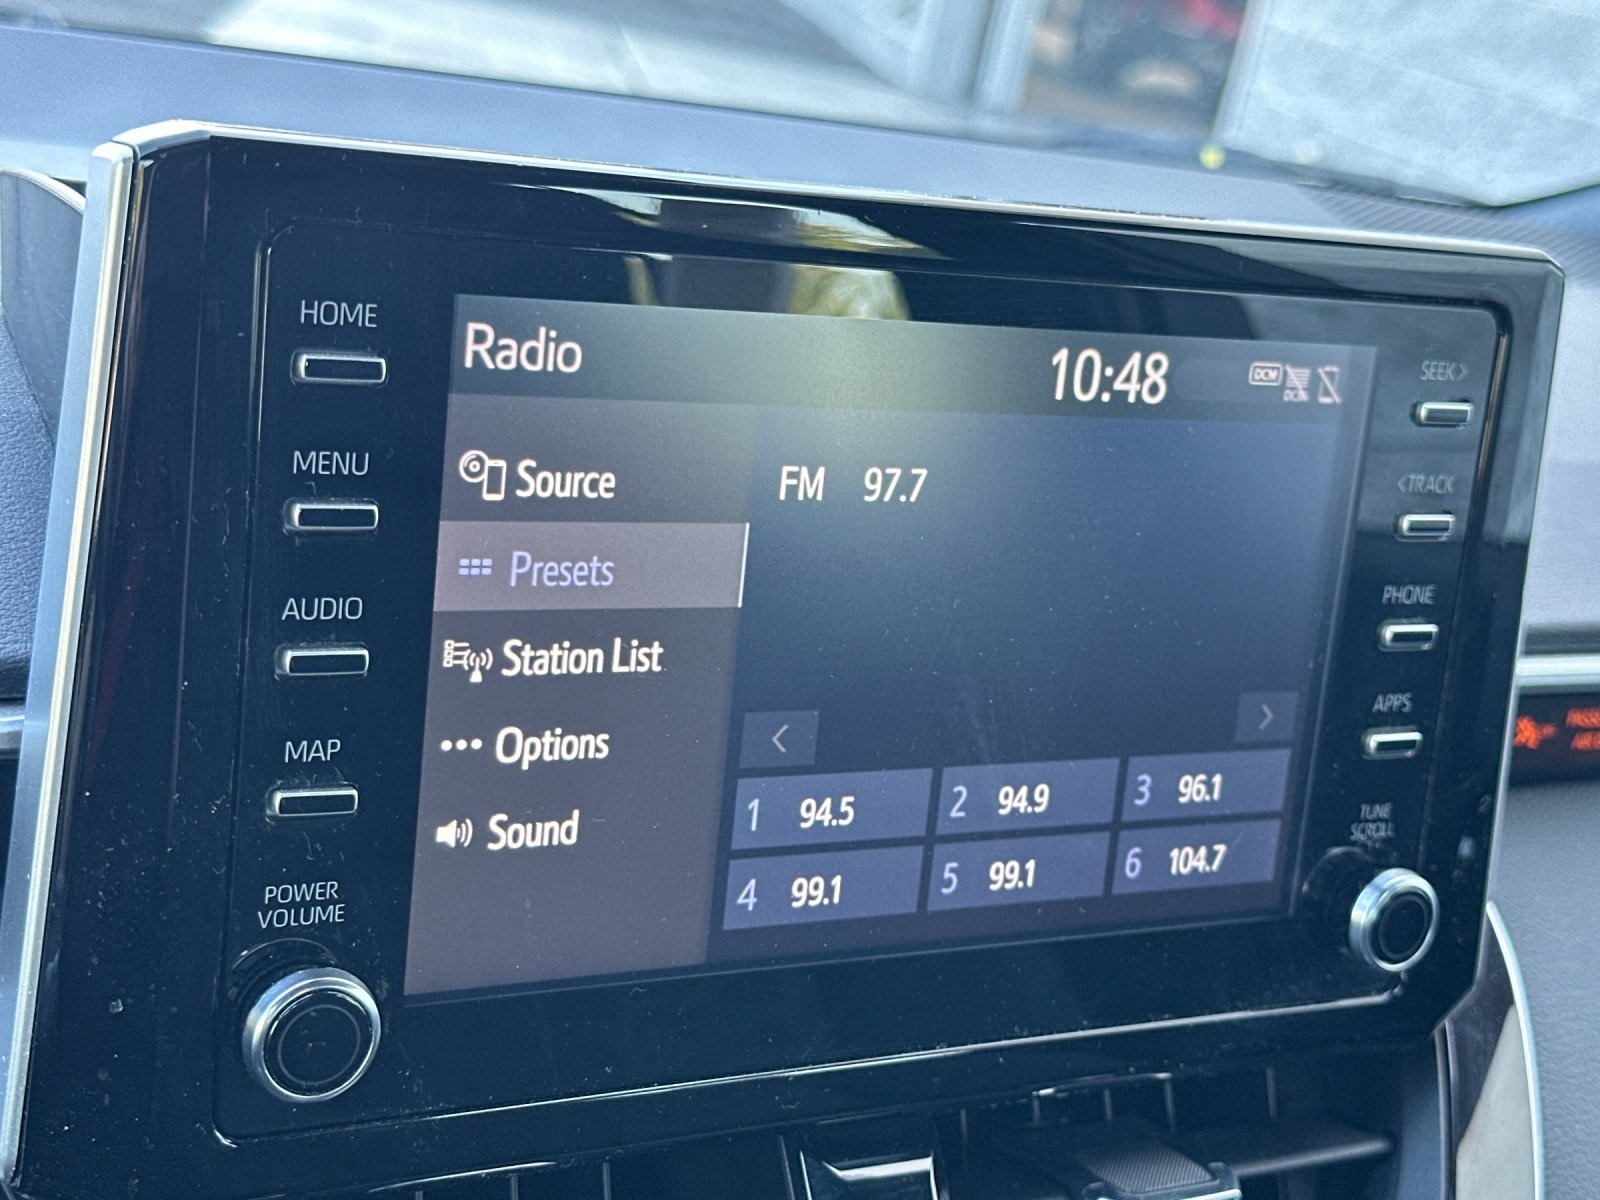 HOME
MENU
AUDIO
MAP
POWER
VOLUME
Radio
10:48
DCM
DCM
Source
Presets
Station List
Options
Sound
FM 97.7
1 94.5
2 94.9
3 96.1
4 99.1
5 99.1
6 104.7
SEEK>
<TRACK
PHONE
APPS
TUNE
SCROLL